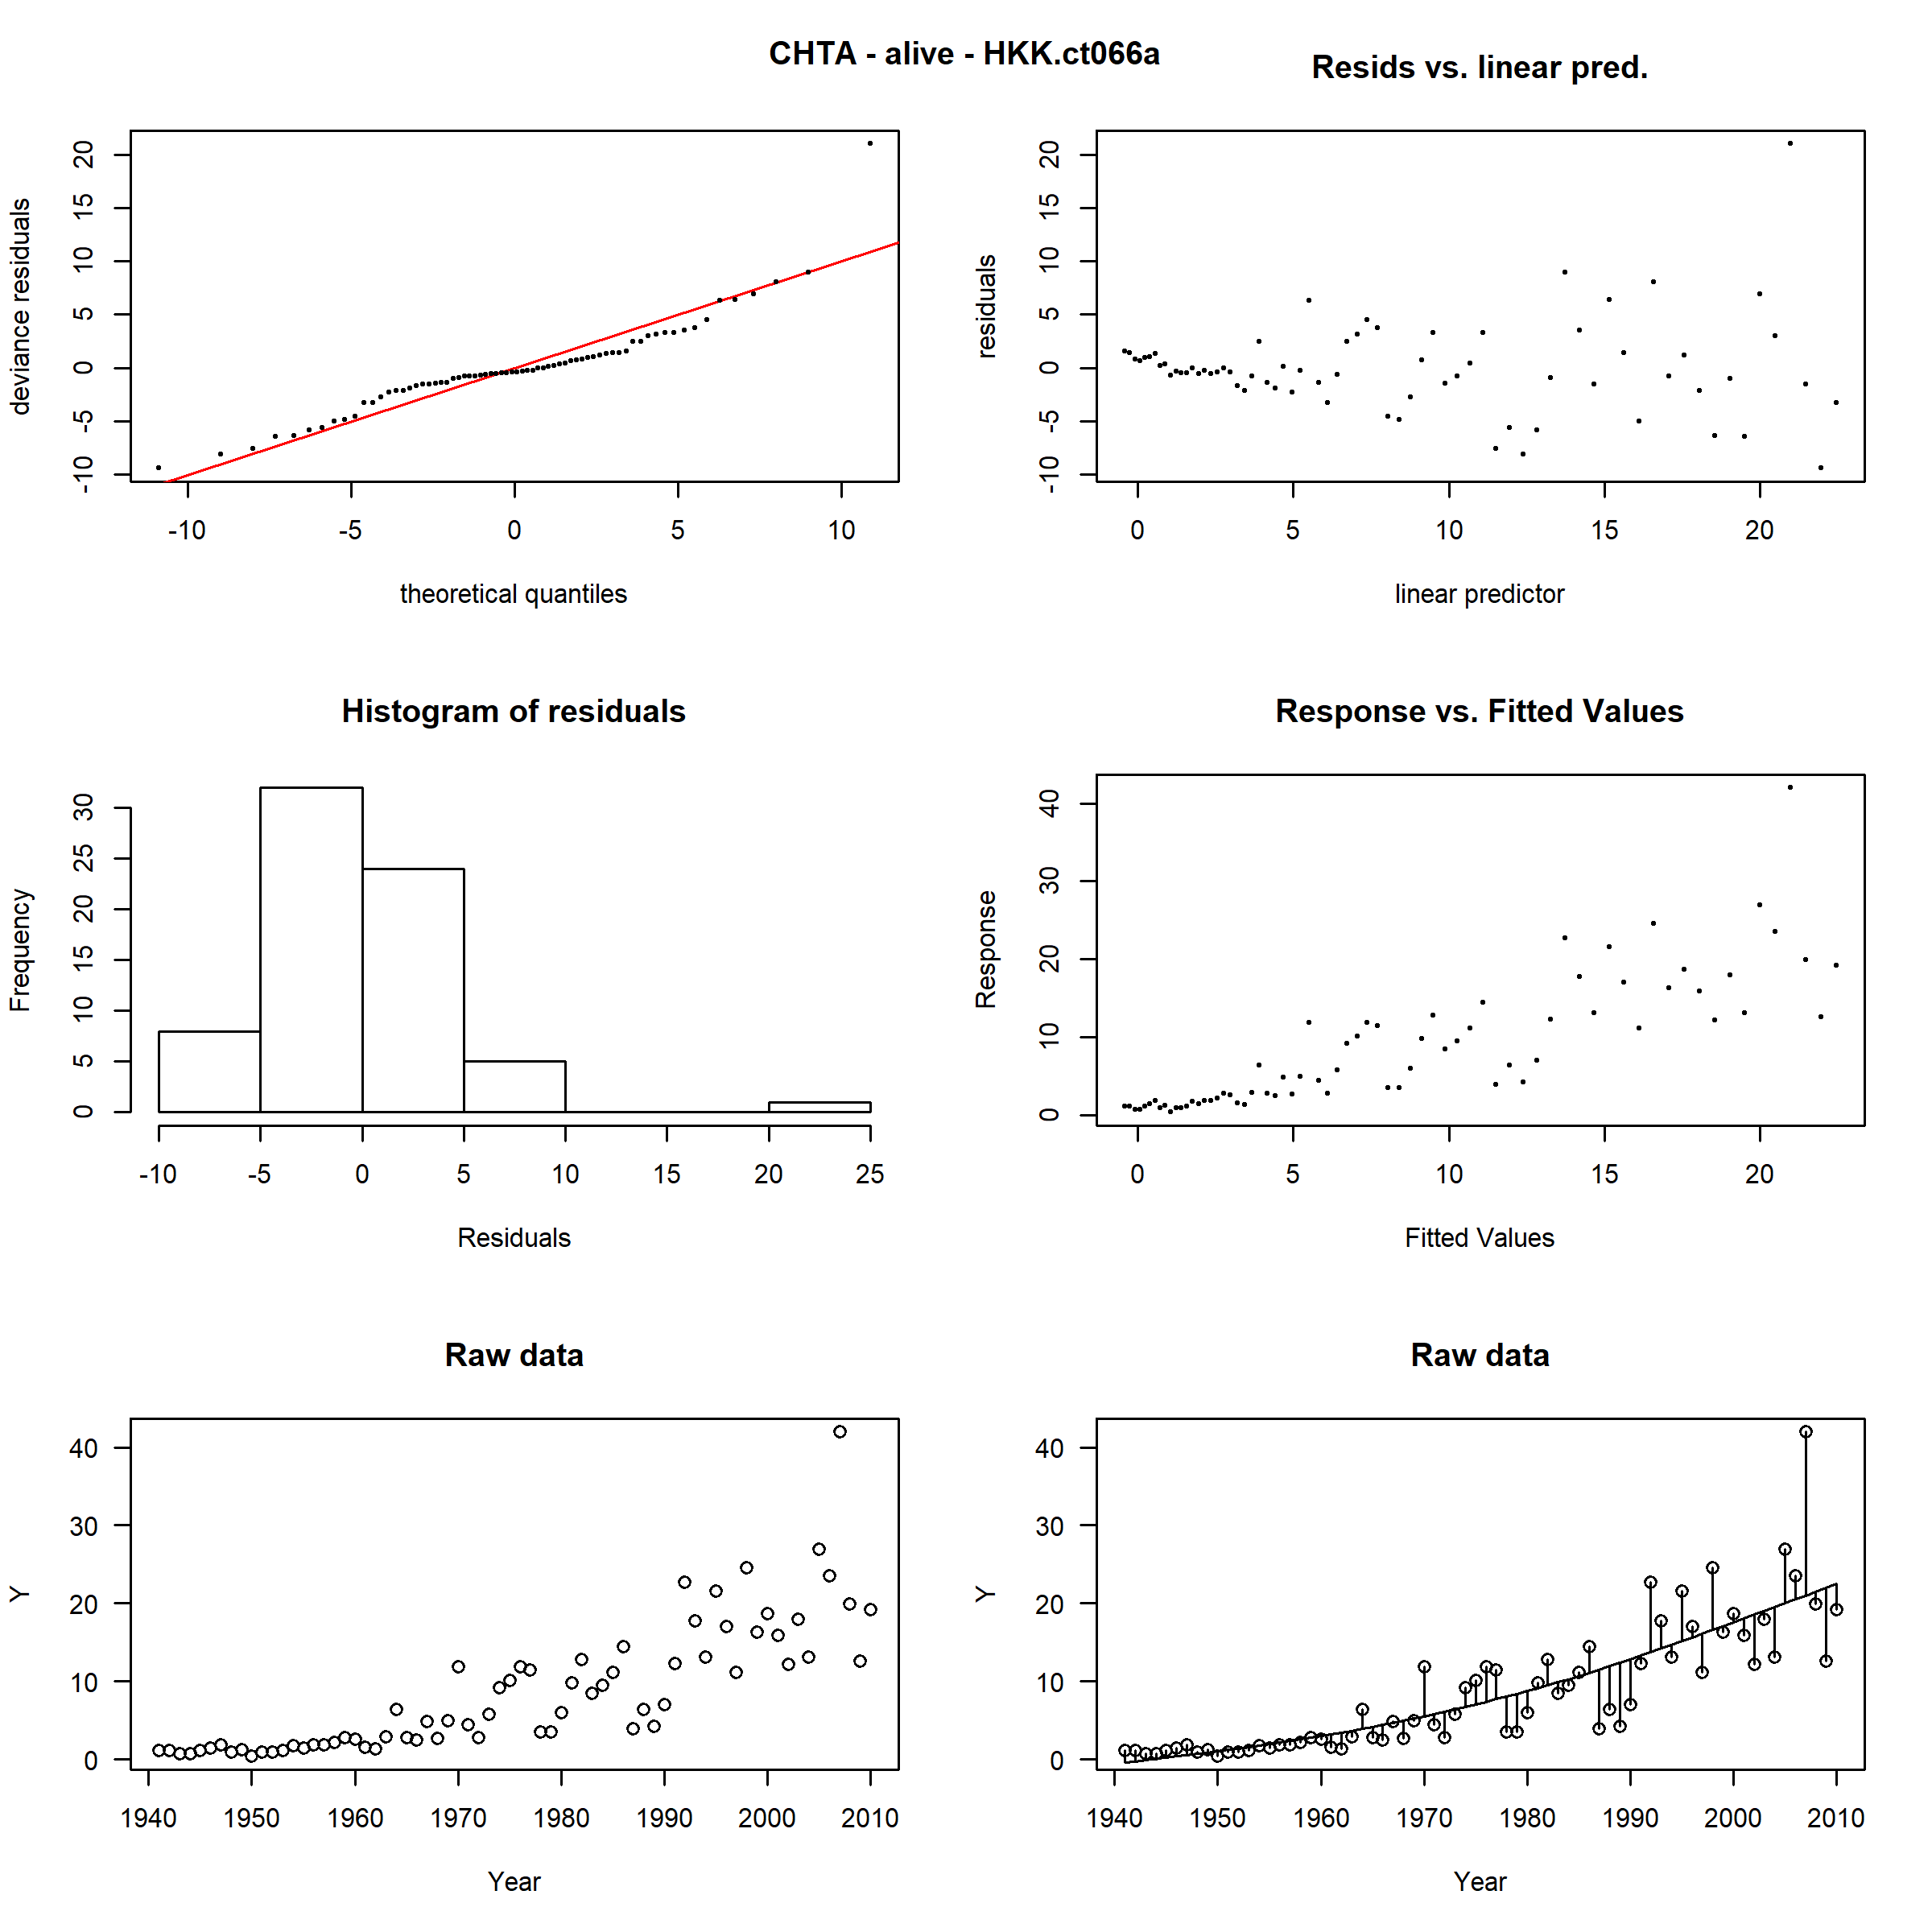 CHTA - alive - HKK.ct066a
Resids vs. linear pred.
deviance residuals
-10 -5 0 5 10 15 20
-10 -5 0 5 10
theoretical quantiles
residuals
-10 -5 0 5 10 15 20
0 5 10 15 20
linear predictor
Histogram of residuals
Frequency
0 5 10 15 20 25 30
-10 -5 0 5 10 15 20 25
Residuals
Response vs. Fitted Values
Response
0 10 20 30 40
0 5 10 15 20
Fitted Values
Raw data
Y
0 10 20 30 40
1940 1950 1960 1970 1980 1990 2000 2010
Year
Raw data
Y
0 10 20 30 40
1940 1950 1960 1970 1980 1990 2000 2010
Year